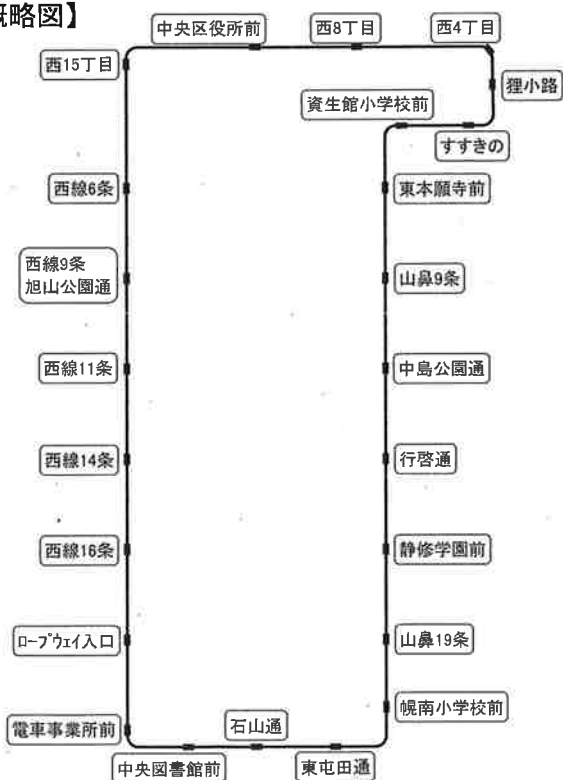 概略図】
中央区役所前
西8丁目
西4丁目
西15丁目
狸小路
資生館小学校前
すすきの
西線6条
東本願寺前
西線9条
旭山公園通
山鼻9条
西線11条
中島公園通
西線14条
行啓通
西線16条
静修学園前
ロープウェイ入口
山鼻19条
幌南小学校前
電車事業所前
石山通
中央図書館前
東屯田通